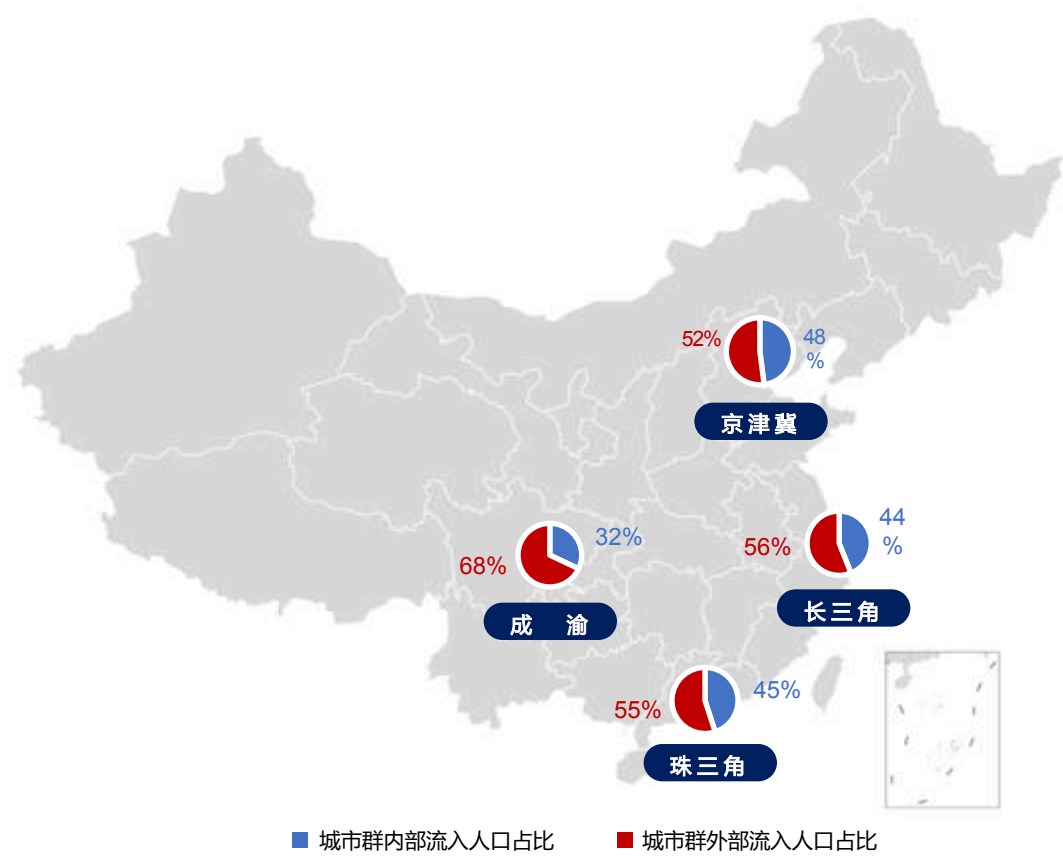 52%
48
%
京津冀
44
%
56%
长三角
32%
68%
成 渝
45%
55%
珠三角
城市群内部流入人口占比
城市群外部流入人口占比